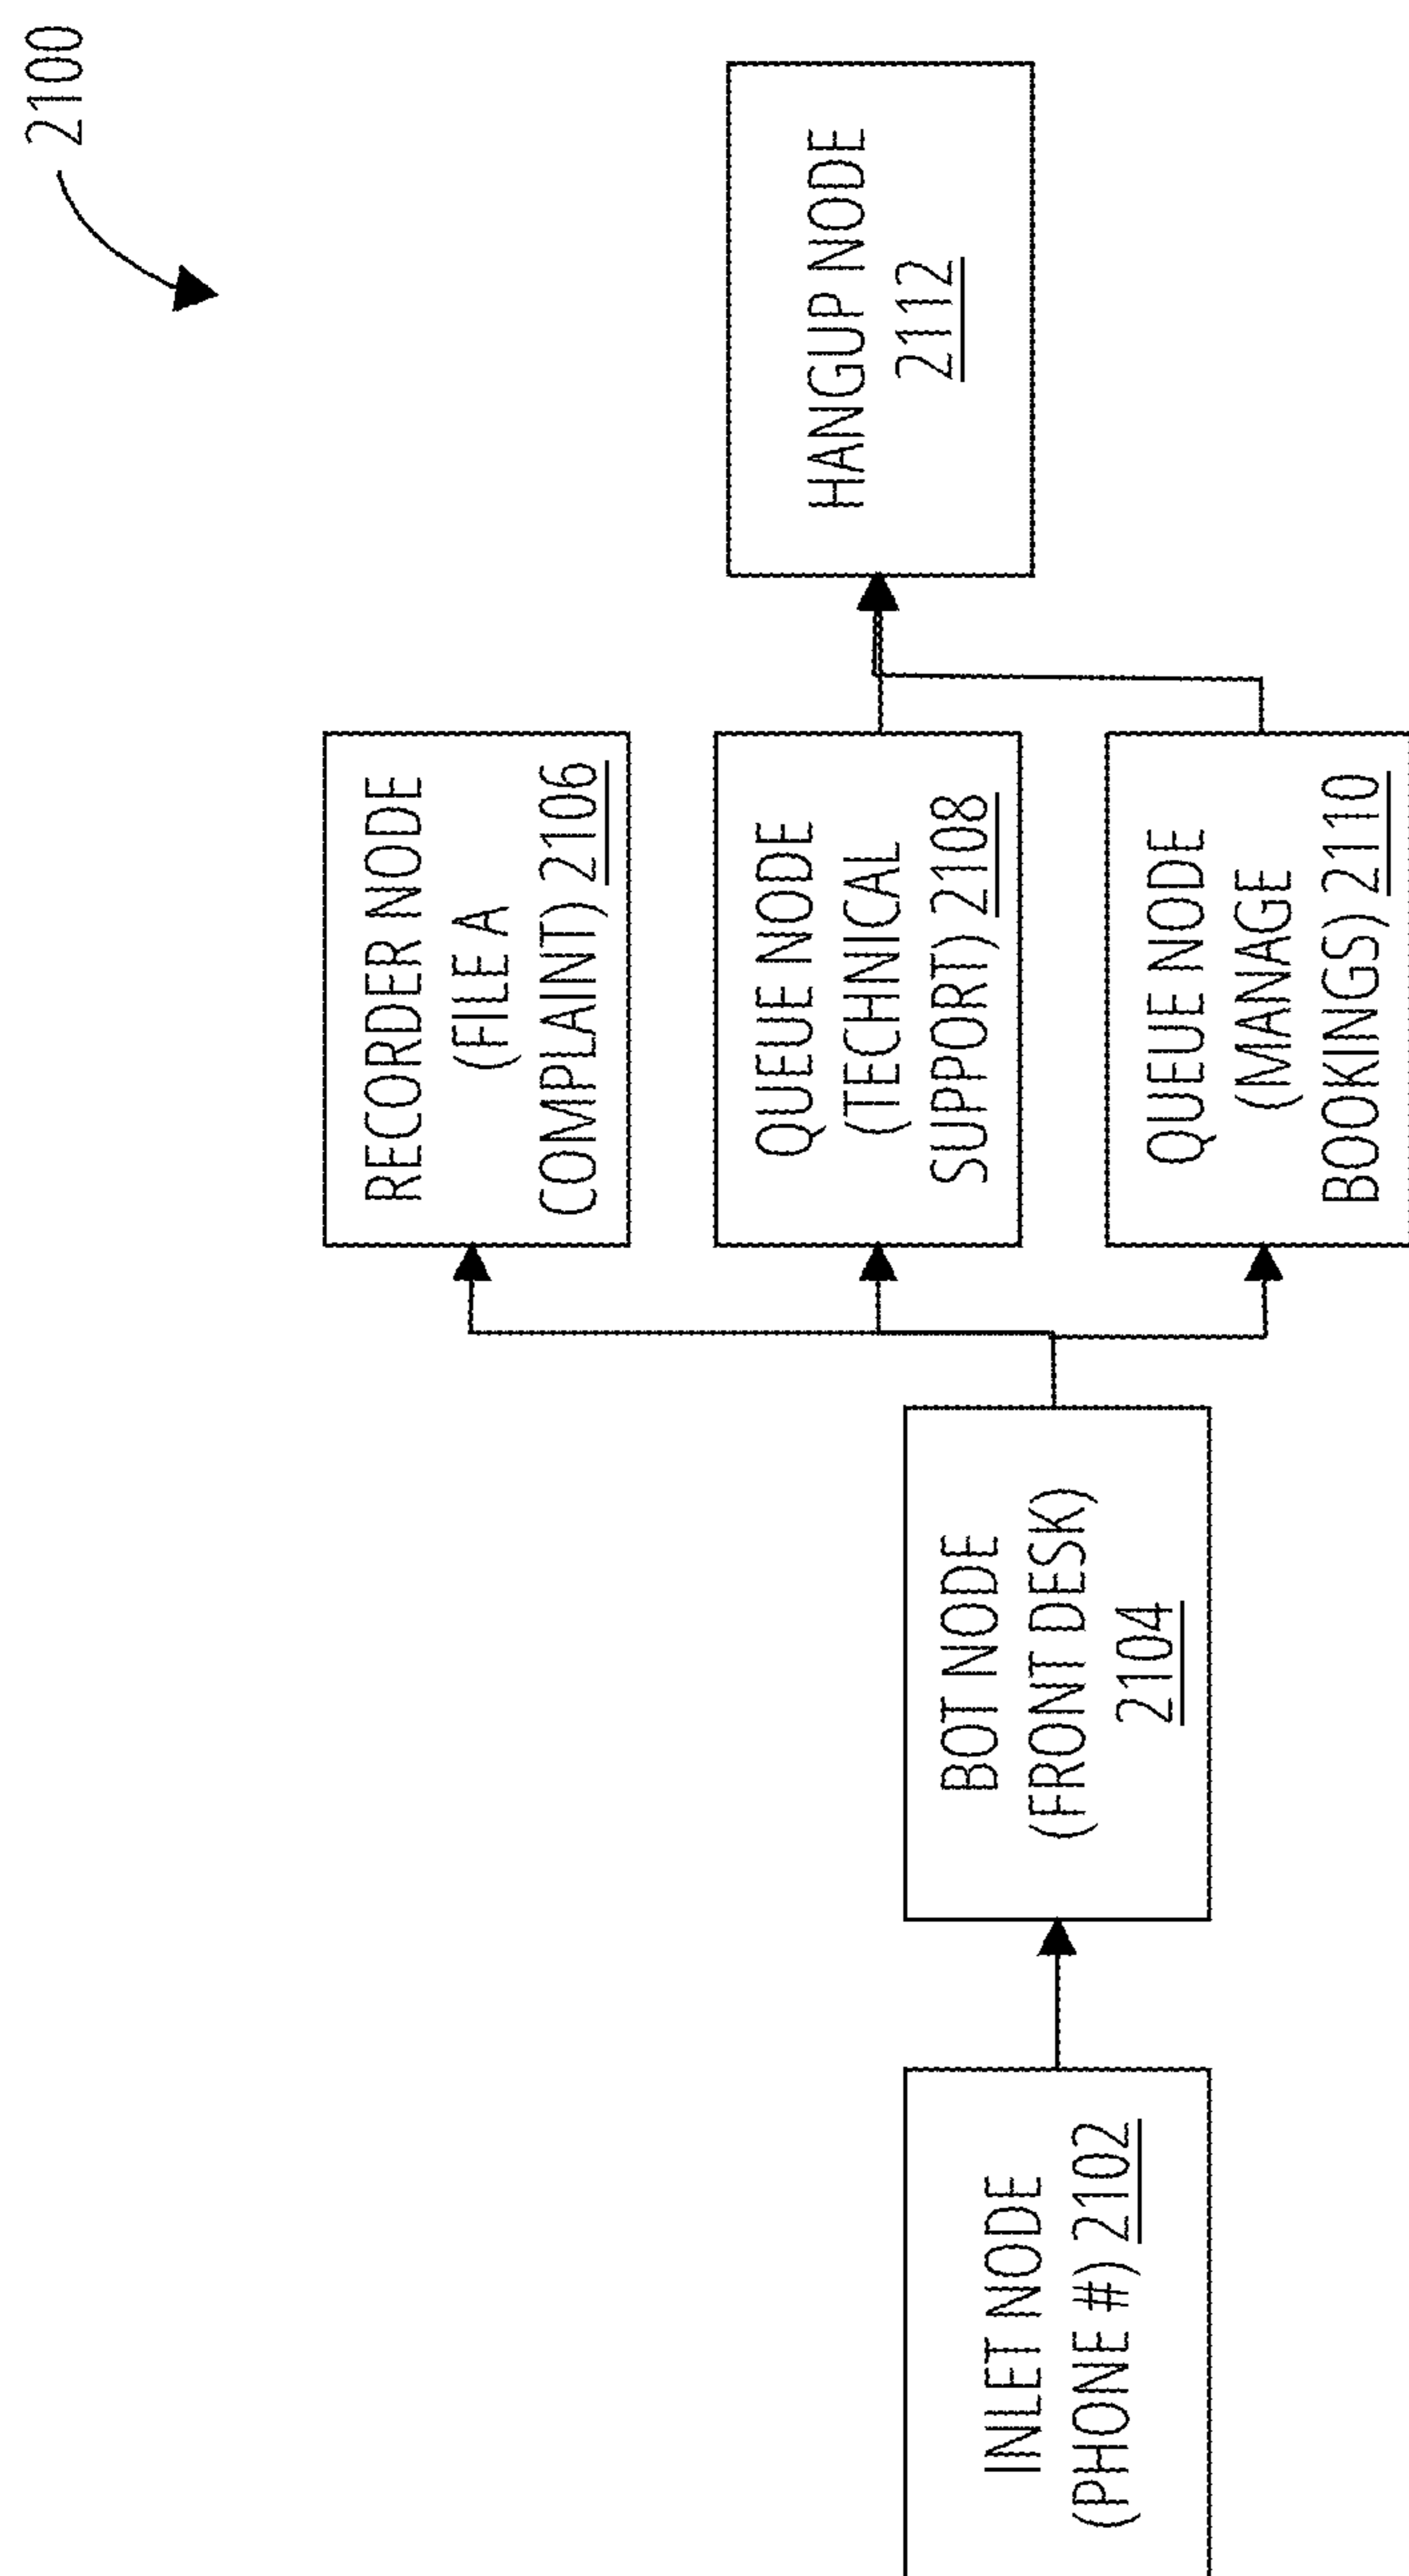 2100
INLET NODE
(PHONE #) 2102
BOT NODE
(FRONT DESK)
2104
RECORDER NODE
(FILE A
COMPLAINT) 2106
QUEUE NODE
(TECHNICAL
SUPPORT) 2108
QUEUE NODE
(MANAGE
BOOKINGS) 2110
HANGUP NODE
2112